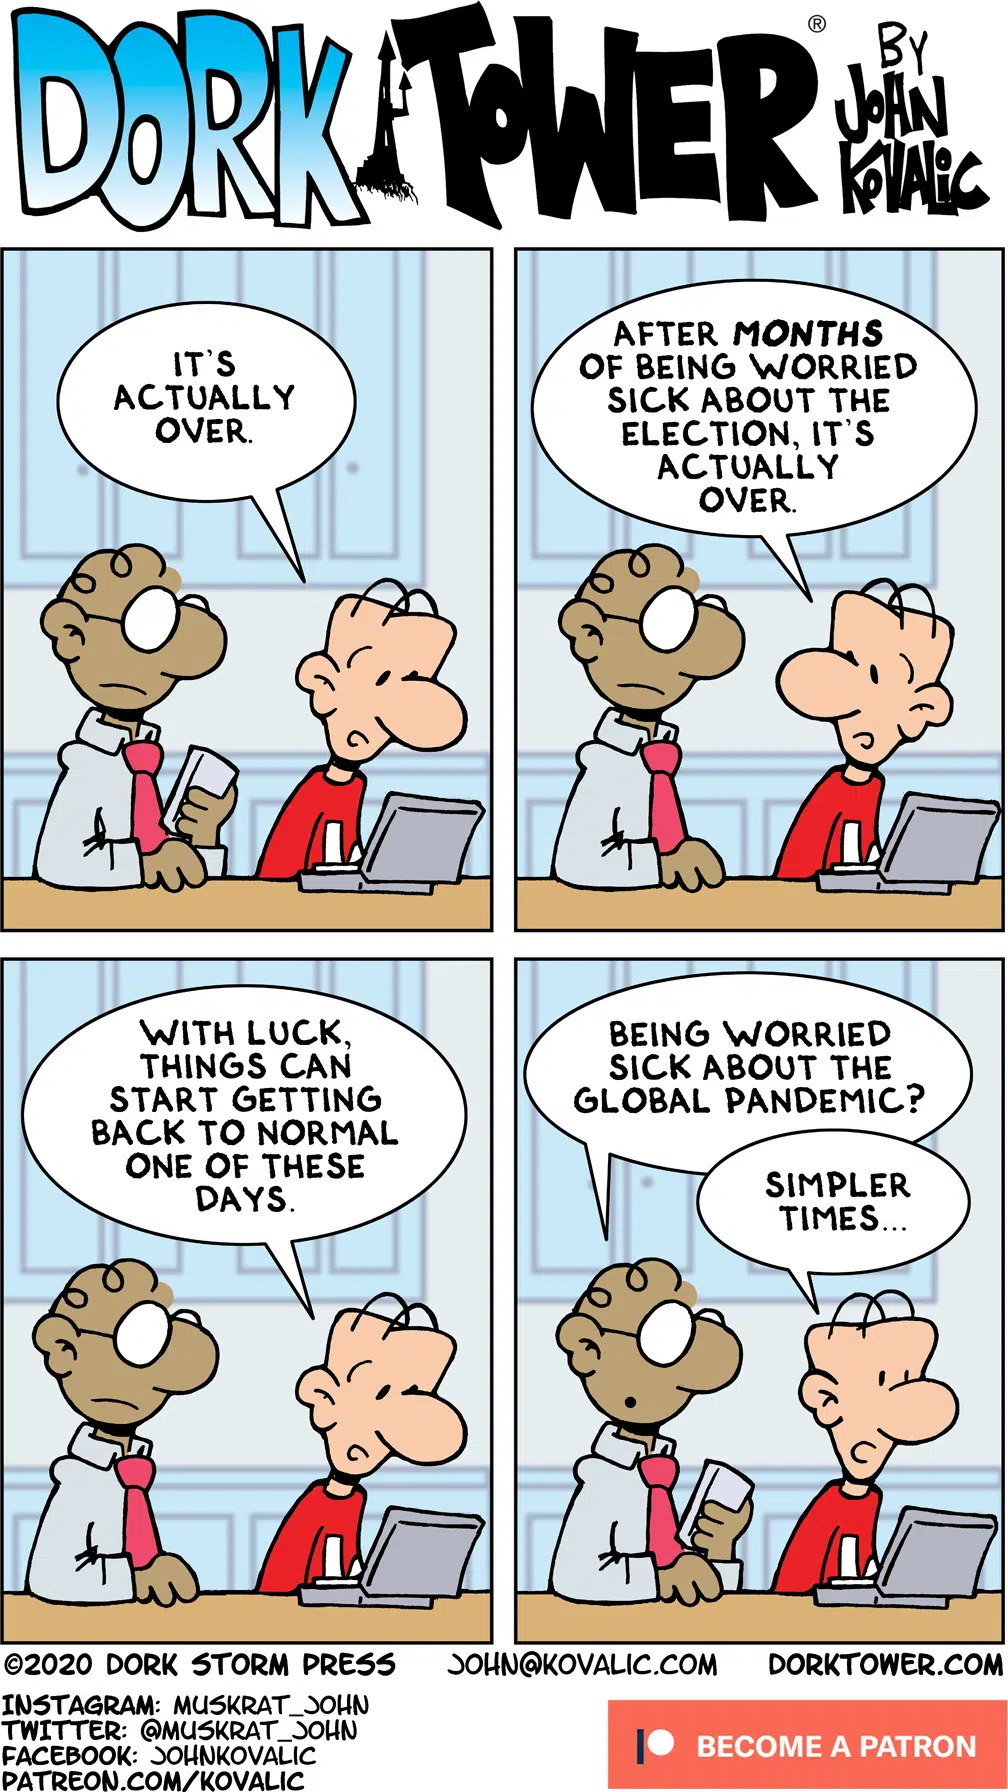 DORK TOWER ®
BY
JOHN
KOVALIC
IT'S
ACTUALLY
OVER.
AFTER MONTHS
OF BEING WORRIED
SICK ABOUT THE
ELECTION, IT'S
ACTUALLY
OVER.
WITH LUCK,
THINGS CAN
START GETTING
BACK TO NORMAL
ONE OF THESE
DAYS.
BEING WORRIED
SICK ABOUT THE
GLOBAL PANDEMIC?
SIMPLER
TIMES...
©2020 DORK STORM PRESS JOHN@KOVALIC.COM DORKTOWER.COM
INSTAGRAM: MUSKRAT_JOHN
TWITTER: @MUSKRAT_JOHN
FACEBOOK: JOHNKOVALIC
PATREON.COM/KOVALIC
BECOME A PATRON